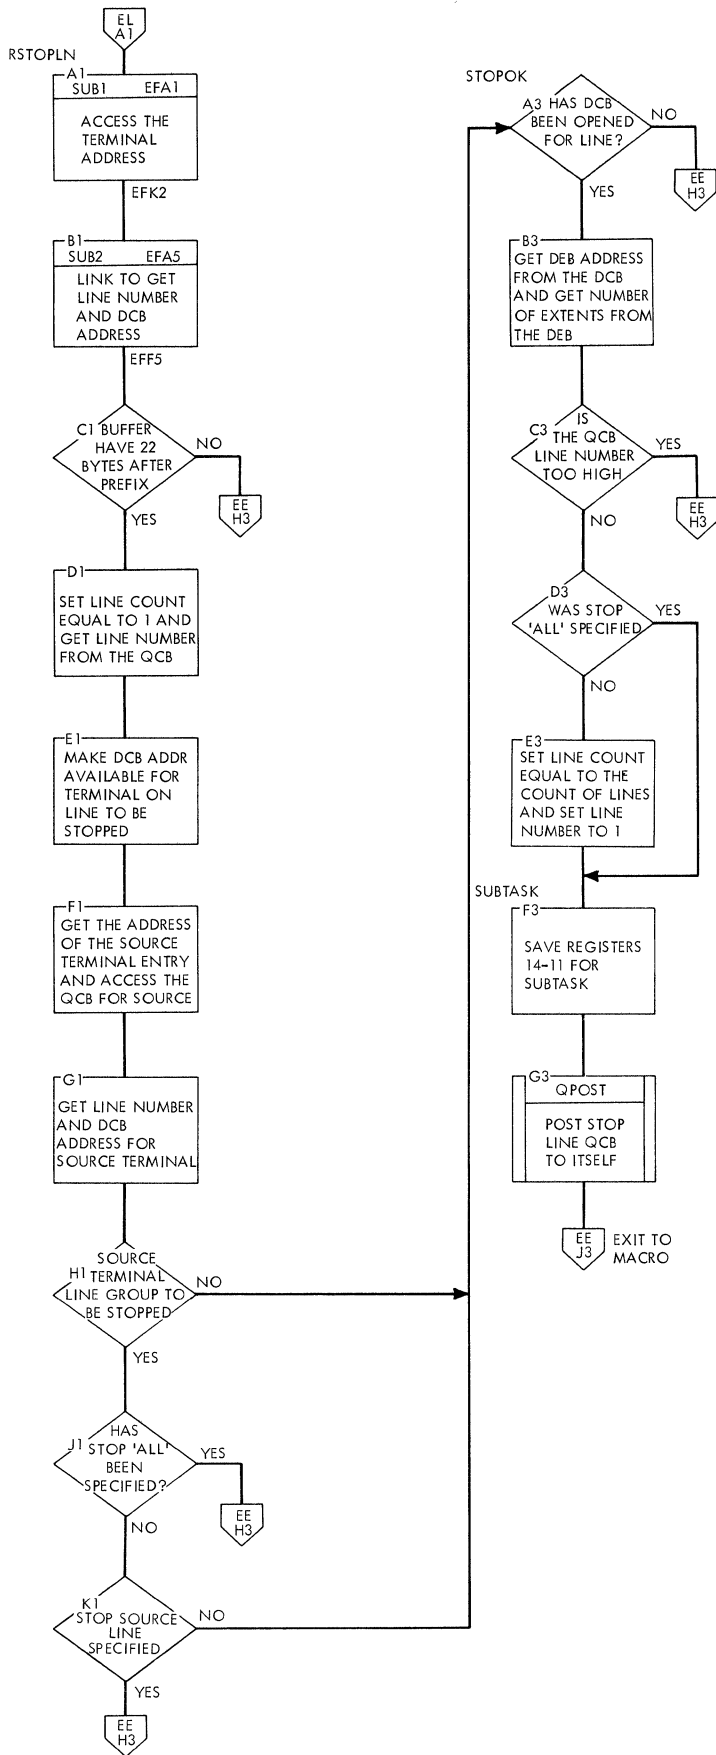 EL
A1
RSTOPLN
A1
SUB1 EFA1
ACCESS THE
TERMINAL
ADDRESS
EFK2
B1
SUB2 EFA5
LINK TO GET
LINE NUMBER
AND DCB
ADDRESS
EFF5
C1 BUFFER
HAVE 22
BYTES AFTER
PREFIX
NO
EE
H3
YES
D1
SET LINE COUNT
EQUAL TO 1 AND
GET LINE NUMBER
FROM THE QCB
E1
MAKE DCB ADDR
AVAILABLE FOR
TERMINAL ON
LINE TO BE
STOPPED
F1
GET THE ADDRESS
OF THE SOURCE
TERMINAL ENTRY
AND ACCESS THE
QCB FOR SOURCE
G1
GET LINE NUMBER
AND DCB
ADDRESS FOR
SOURCE TERMINAL
SOURCE
H1 TERMINAL
LINE GROUP TO
BE STOPPED
NO
YES
HAS
J1 STOP 'ALL'
BEEN
SPECIFIED?
YES
EE
H3
NO
K1
STOP SOURCE
LINE
SPECIFIED
NO
YES
EE
H3
STOPOK
A3 HAS DCB
BEEN OPENED
FOR LINE?
NO
EE
H3
YES
B3
GET DEB ADDRESS
FROM THE DCB
AND GET NUMBER
OF EXTENTS FROM
THE DEB
IS
C3 THE QCB
LINE NUMBER
TOO HIGH
YES
EE
H3
NO
D3
WAS STOP
'ALL' SPECIFIED
YES
NO
E3
SET LINE COUNT
EQUAL TO THE
COUNT OF LINES
AND SET LINE
NUMBER TO 1
SUBTASK
F3
SAVE REGISTERS
14-11 FOR
SUBTASK
G3
QPOST
POST STOP
LINE QCB
TO ITSELF
EE
J3
EXIT TO
MACRO